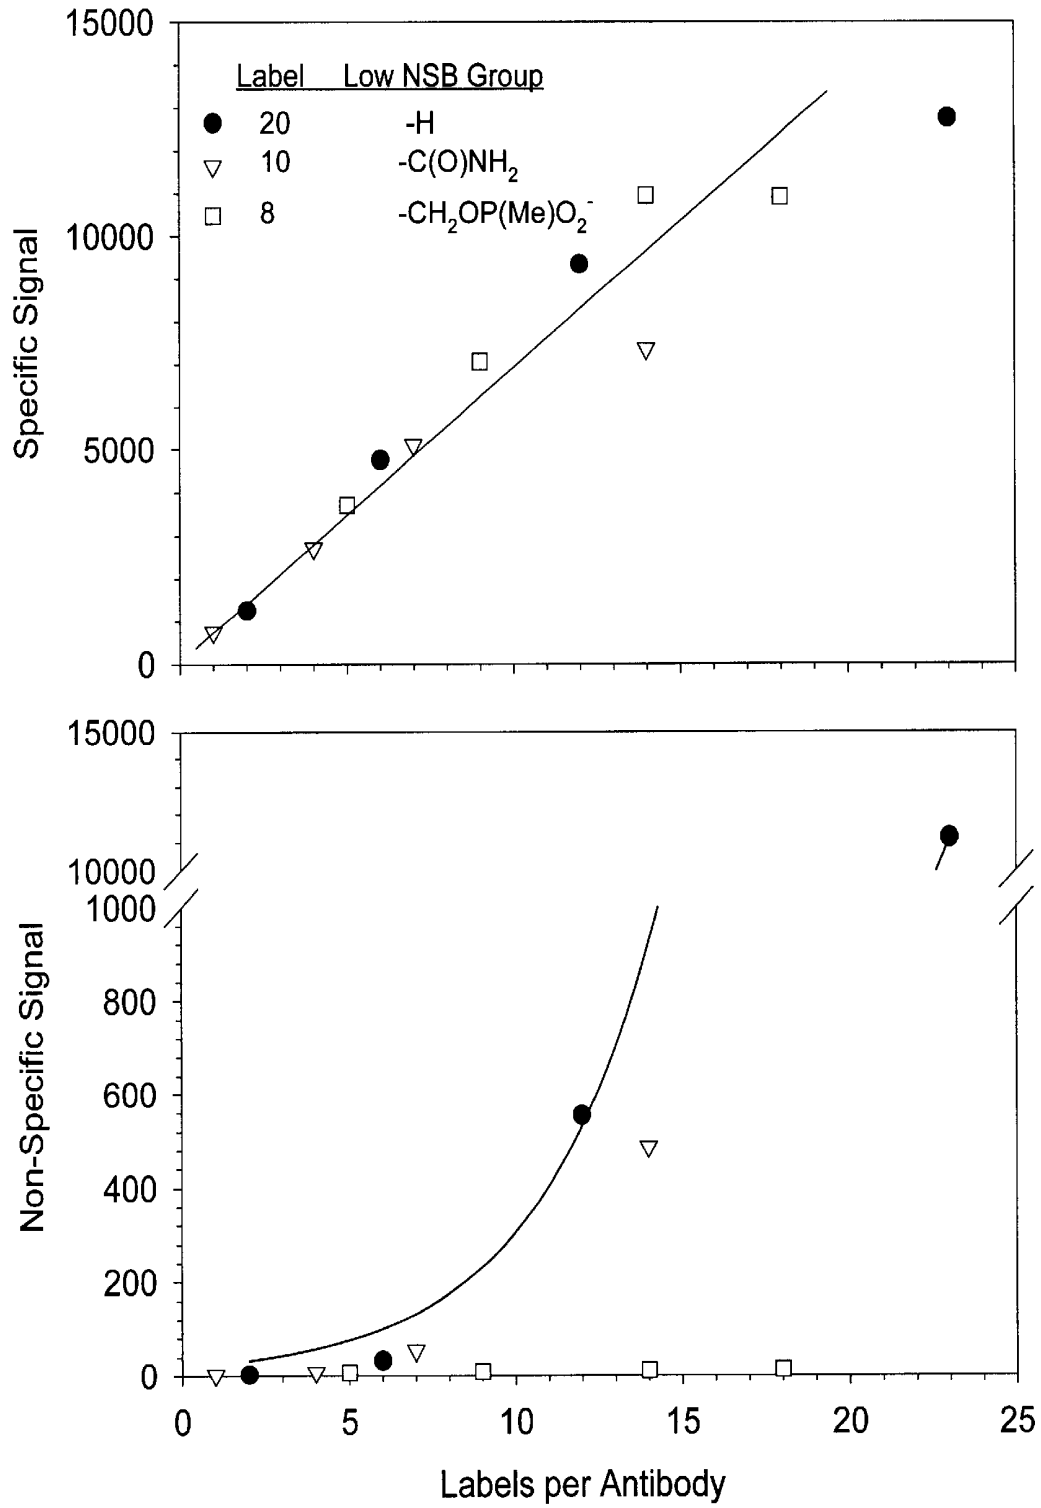 15000
Label Low NSB Group
20 -H
10 -C(O)NH₂
8 -CH₂OP(Me)O₂⁻
10000
5000
0
Specific Signal
15000
10000
1000
800
600
400
200
0
Non-Specific Signal
0 5 10 15 20 25
Labels per Antibody